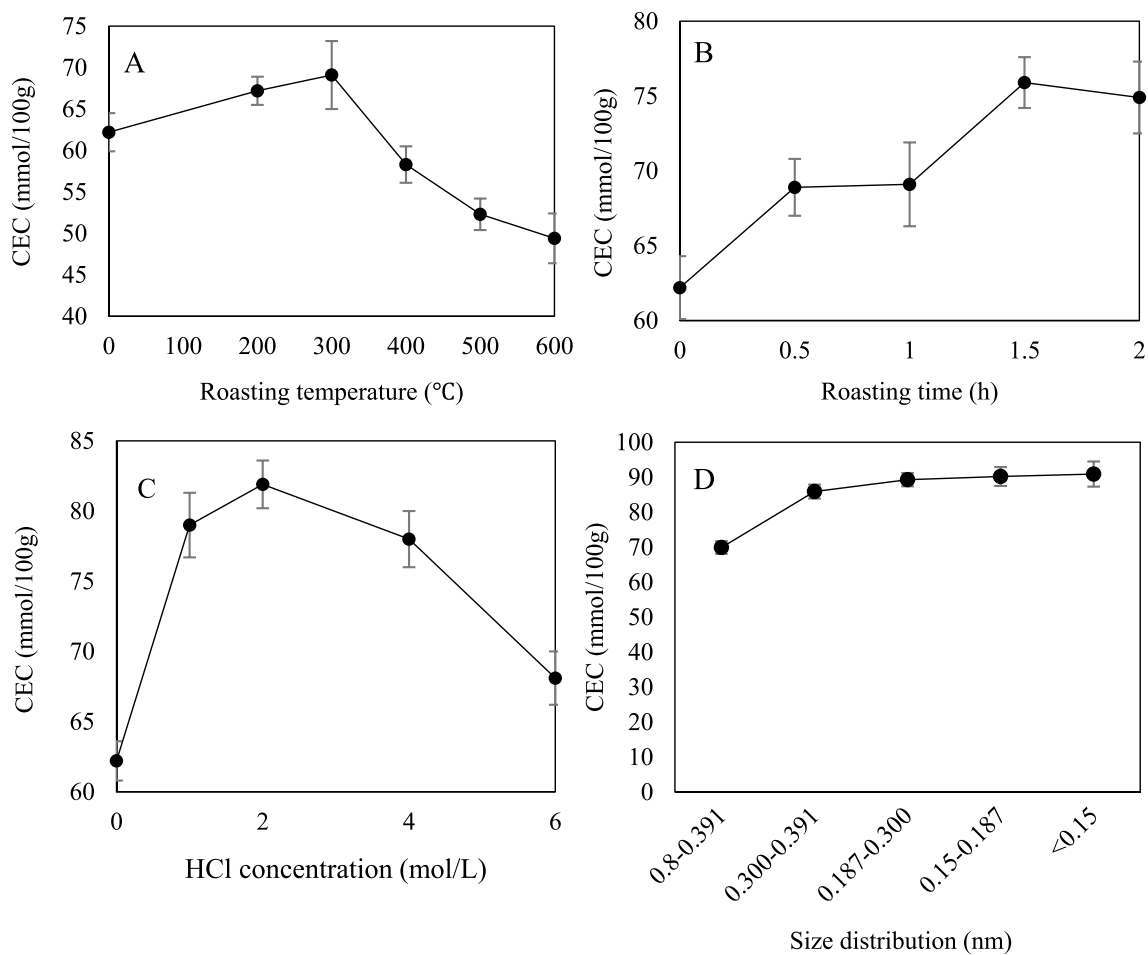 A
CEC (mmol/100g)
75
70
65
60
55
50
45
40
0 100 200 300 400 500 600
Roasting temperature (℃)
B
CEC (mmol/100g)
80
75
70
65
60
0 0.5 1 1.5 2
Roasting time (h)
C
CEC (mmol/100g)
85
80
75
70
65
60
0 2 4 6
HCl concentration (mol/L)
D
CEC (mmol/100g)
100
90
80
70
60
50
40
30
20
10
0
0.8-0.391
0.300-0.391
0.187-0.300
0.15-0.187
<0.15
Size distribution (nm)